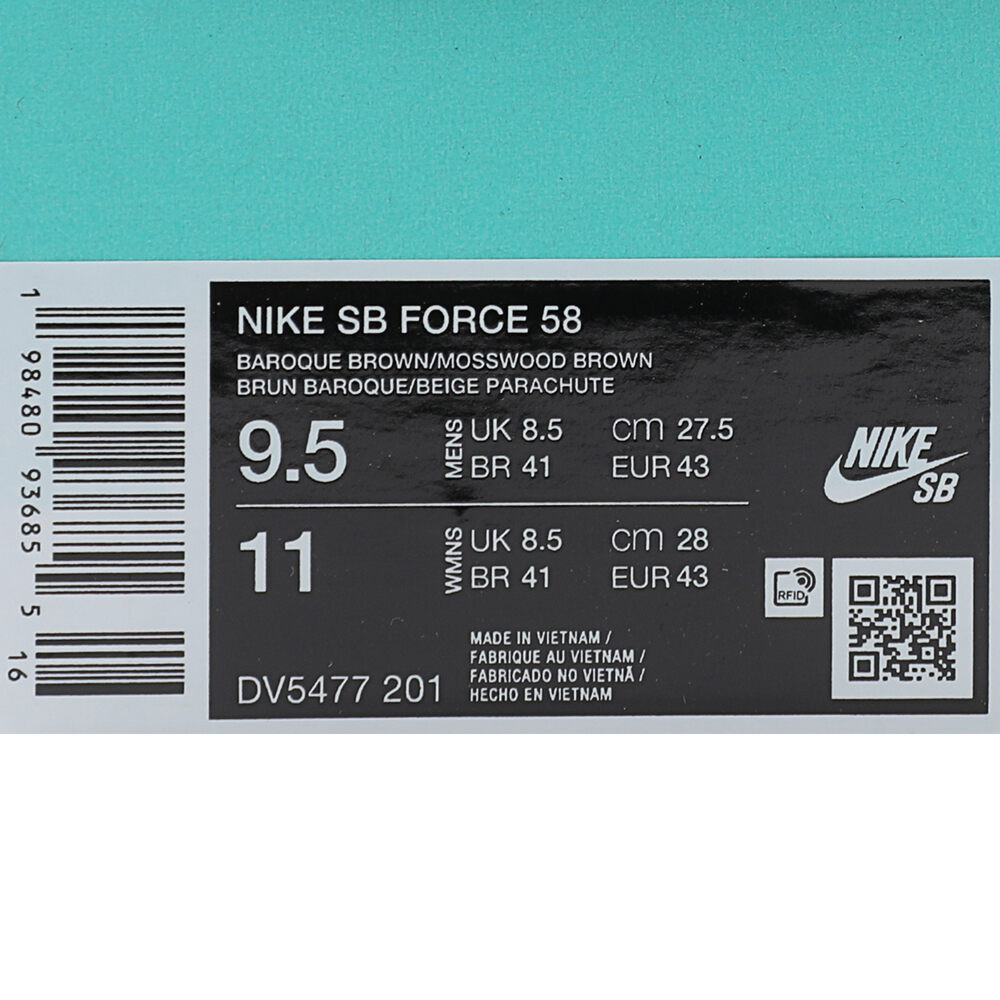 NIKE SB FORCE 58
BAROQUE BROWN/MOSSWOOD BROWN
BRUN BAROQUE/BEIGE PARACHUTE
9.5
MENS
UK 8.5 cm 27.5
BR 41 EUR 43
11
WMNS
UK 8.5 cm 28
BR 41 EUR 43
MADE IN VIETNAM /
FABRIQUE AU VIETNAM /
FABRICADO NO VIETNÃ /
HECHO EN VIETNAM
DV5477 201
NIKE
SB
RFID
1 98480 93685 5 16